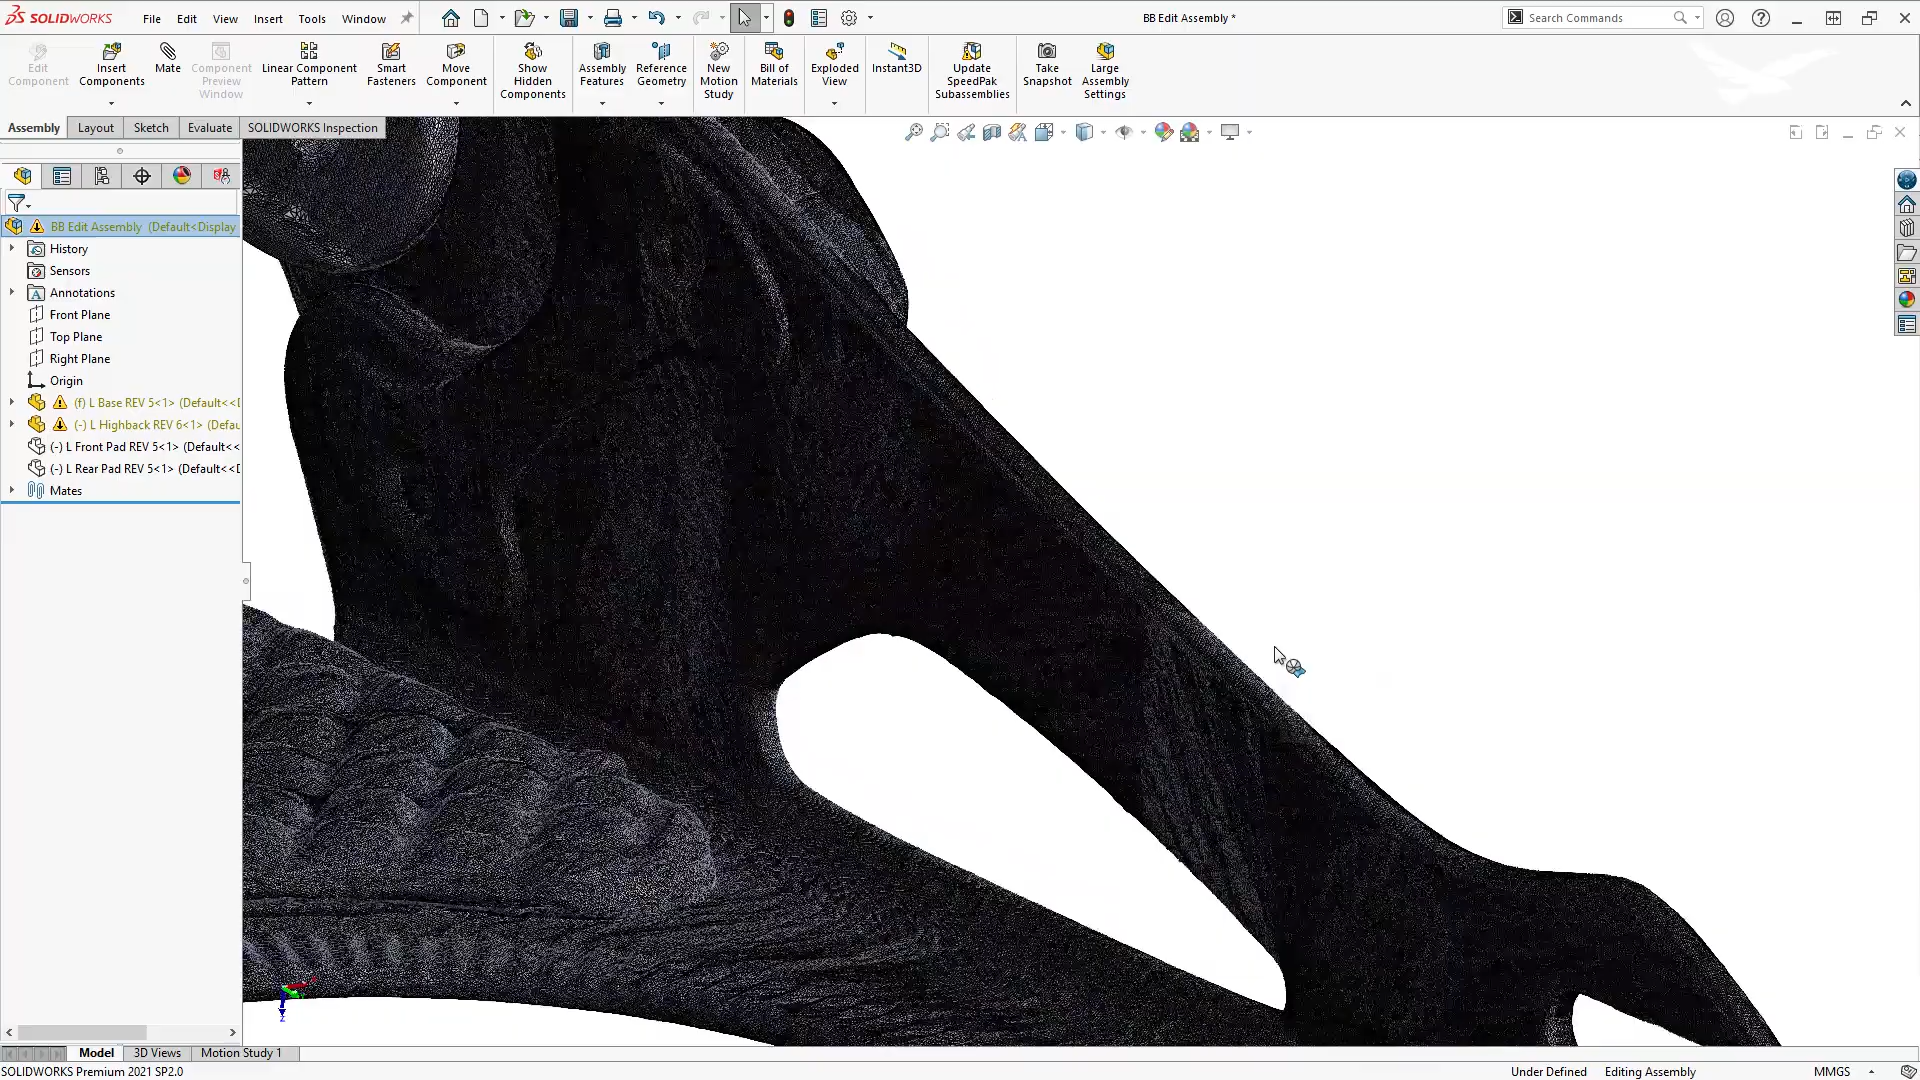 SOLIDWORKS
File
Edit
View
Insert
Tools
Window
BB Edit Assembly *
Search Commands
Edit
Component
Insert
Components
Mate
Component
Preview
Window
Linear Component
Pattern
Smart
Fasteners
Move
Component
Show
Hidden
Components
Assembly
Features
Reference
Geometry
New
Motion
Study
Bill of
Materials
Exploded
View
Instant3D
Update
SpeedPak
Subassemblies
Take
Snapshot
Large
Assembly
Settings
Assembly
Layout
Sketch
Evaluate
SOLIDWORKS Inspection
BB Edit Assembly (Default<Display
History
Sensors
Annotations
Front Plane
Top Plane
Right Plane
Origin
(f) L Base REV 5<1> (Default<<D
(-) L Highback REV 6<1> (Defau
(-) L Front Pad REV 5<1> (Default<<
(-) L Rear Pad REV 5<1> (Default<<D
Mates
Z
Model
3D Views
Motion Study 1
SOLIDWORKS Premium 2021 SP2.0
Under Defined
Editing Assembly
MMGS